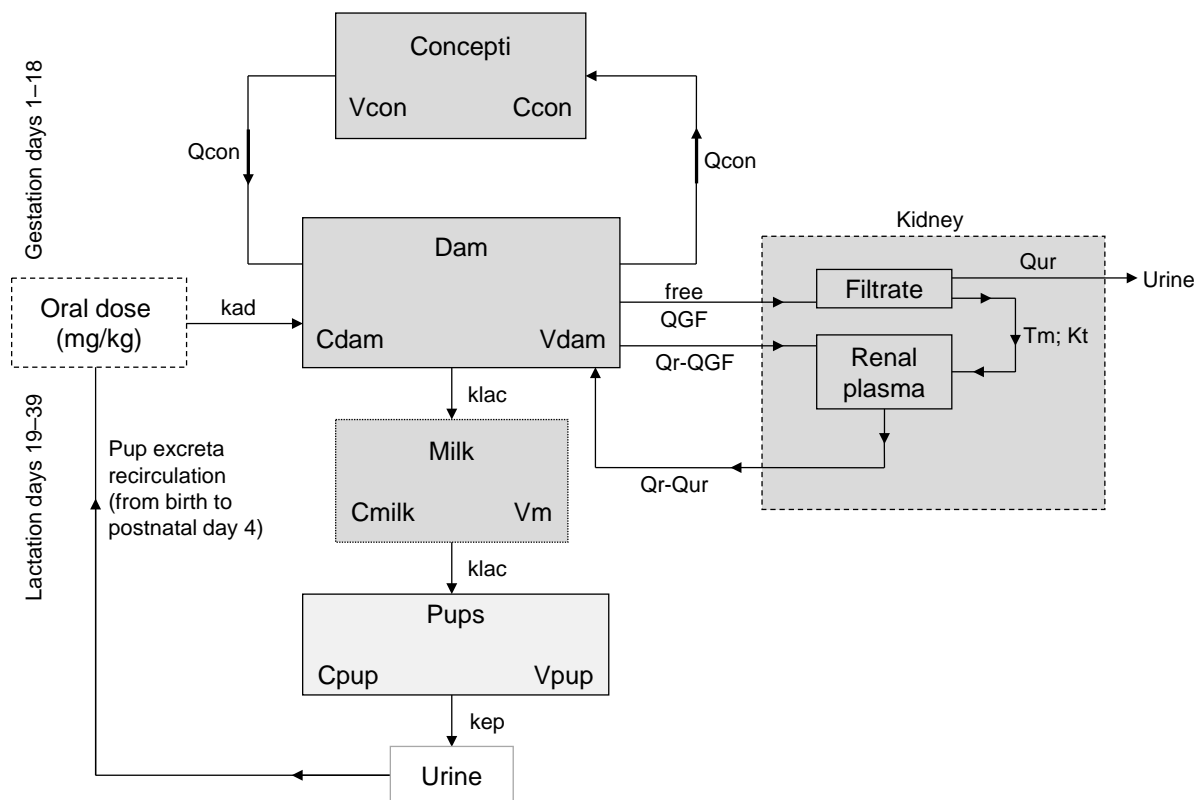 Gestation days 1–18
Concepti
Vcon Ccon
Qcon
Qcon
Dam
Cdam Vdam
Oral dose
(mg/kg)
kad
free
QGF
Qr-QGF
Kidney
Filtrate
Qur
Urine
Tm; Kt
Renal
plasma
Qr-Qur
klac
Lactation days 19–39
Pup excreta
recirculation
(from birth to
postnatal day 4)
Milk
Cmilk Vm
klac
Pups
Cpup Vpup
kep
Urine